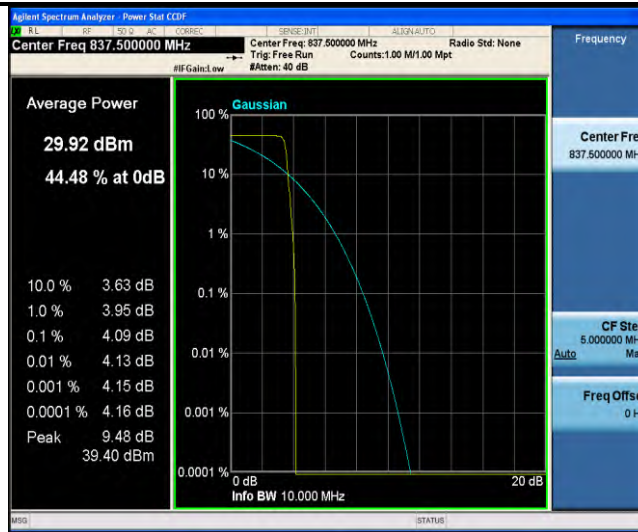 Agilent Spectrum Analyzer - Power Stat CCDF
RL RF 50 Ω AC CORREC SENSE:INT ALIGN AUTO
Center Freq 837.500000 MHz
Center Freq: 837.500000 MHz Radio Std: None
Trig: Free Run Counts:1.00 M/1.00 Mpt
#IFGain:Low #Atten: 40 dB
Frequency
Average Power
29.92 dBm
44.48 % at 0dB
10.0 % 3.63 dB
1.0 % 3.95 dB
0.1 % 4.09 dB
0.01 % 4.13 dB
0.001 % 4.15 dB
0.0001 % 4.16 dB
Peak 9.48 dB
39.40 dBm
Gaussian
100 %
10 %
1 %
0.1 %
0.01 %
0.001 %
0.0001 %
0 dB 20 dB
Info BW 10.000 MHz
Center Fre
837.500000 MH
CF Ste
5.000000 MH
Auto Ma
Freq Offse
0 H
MSG STATUS